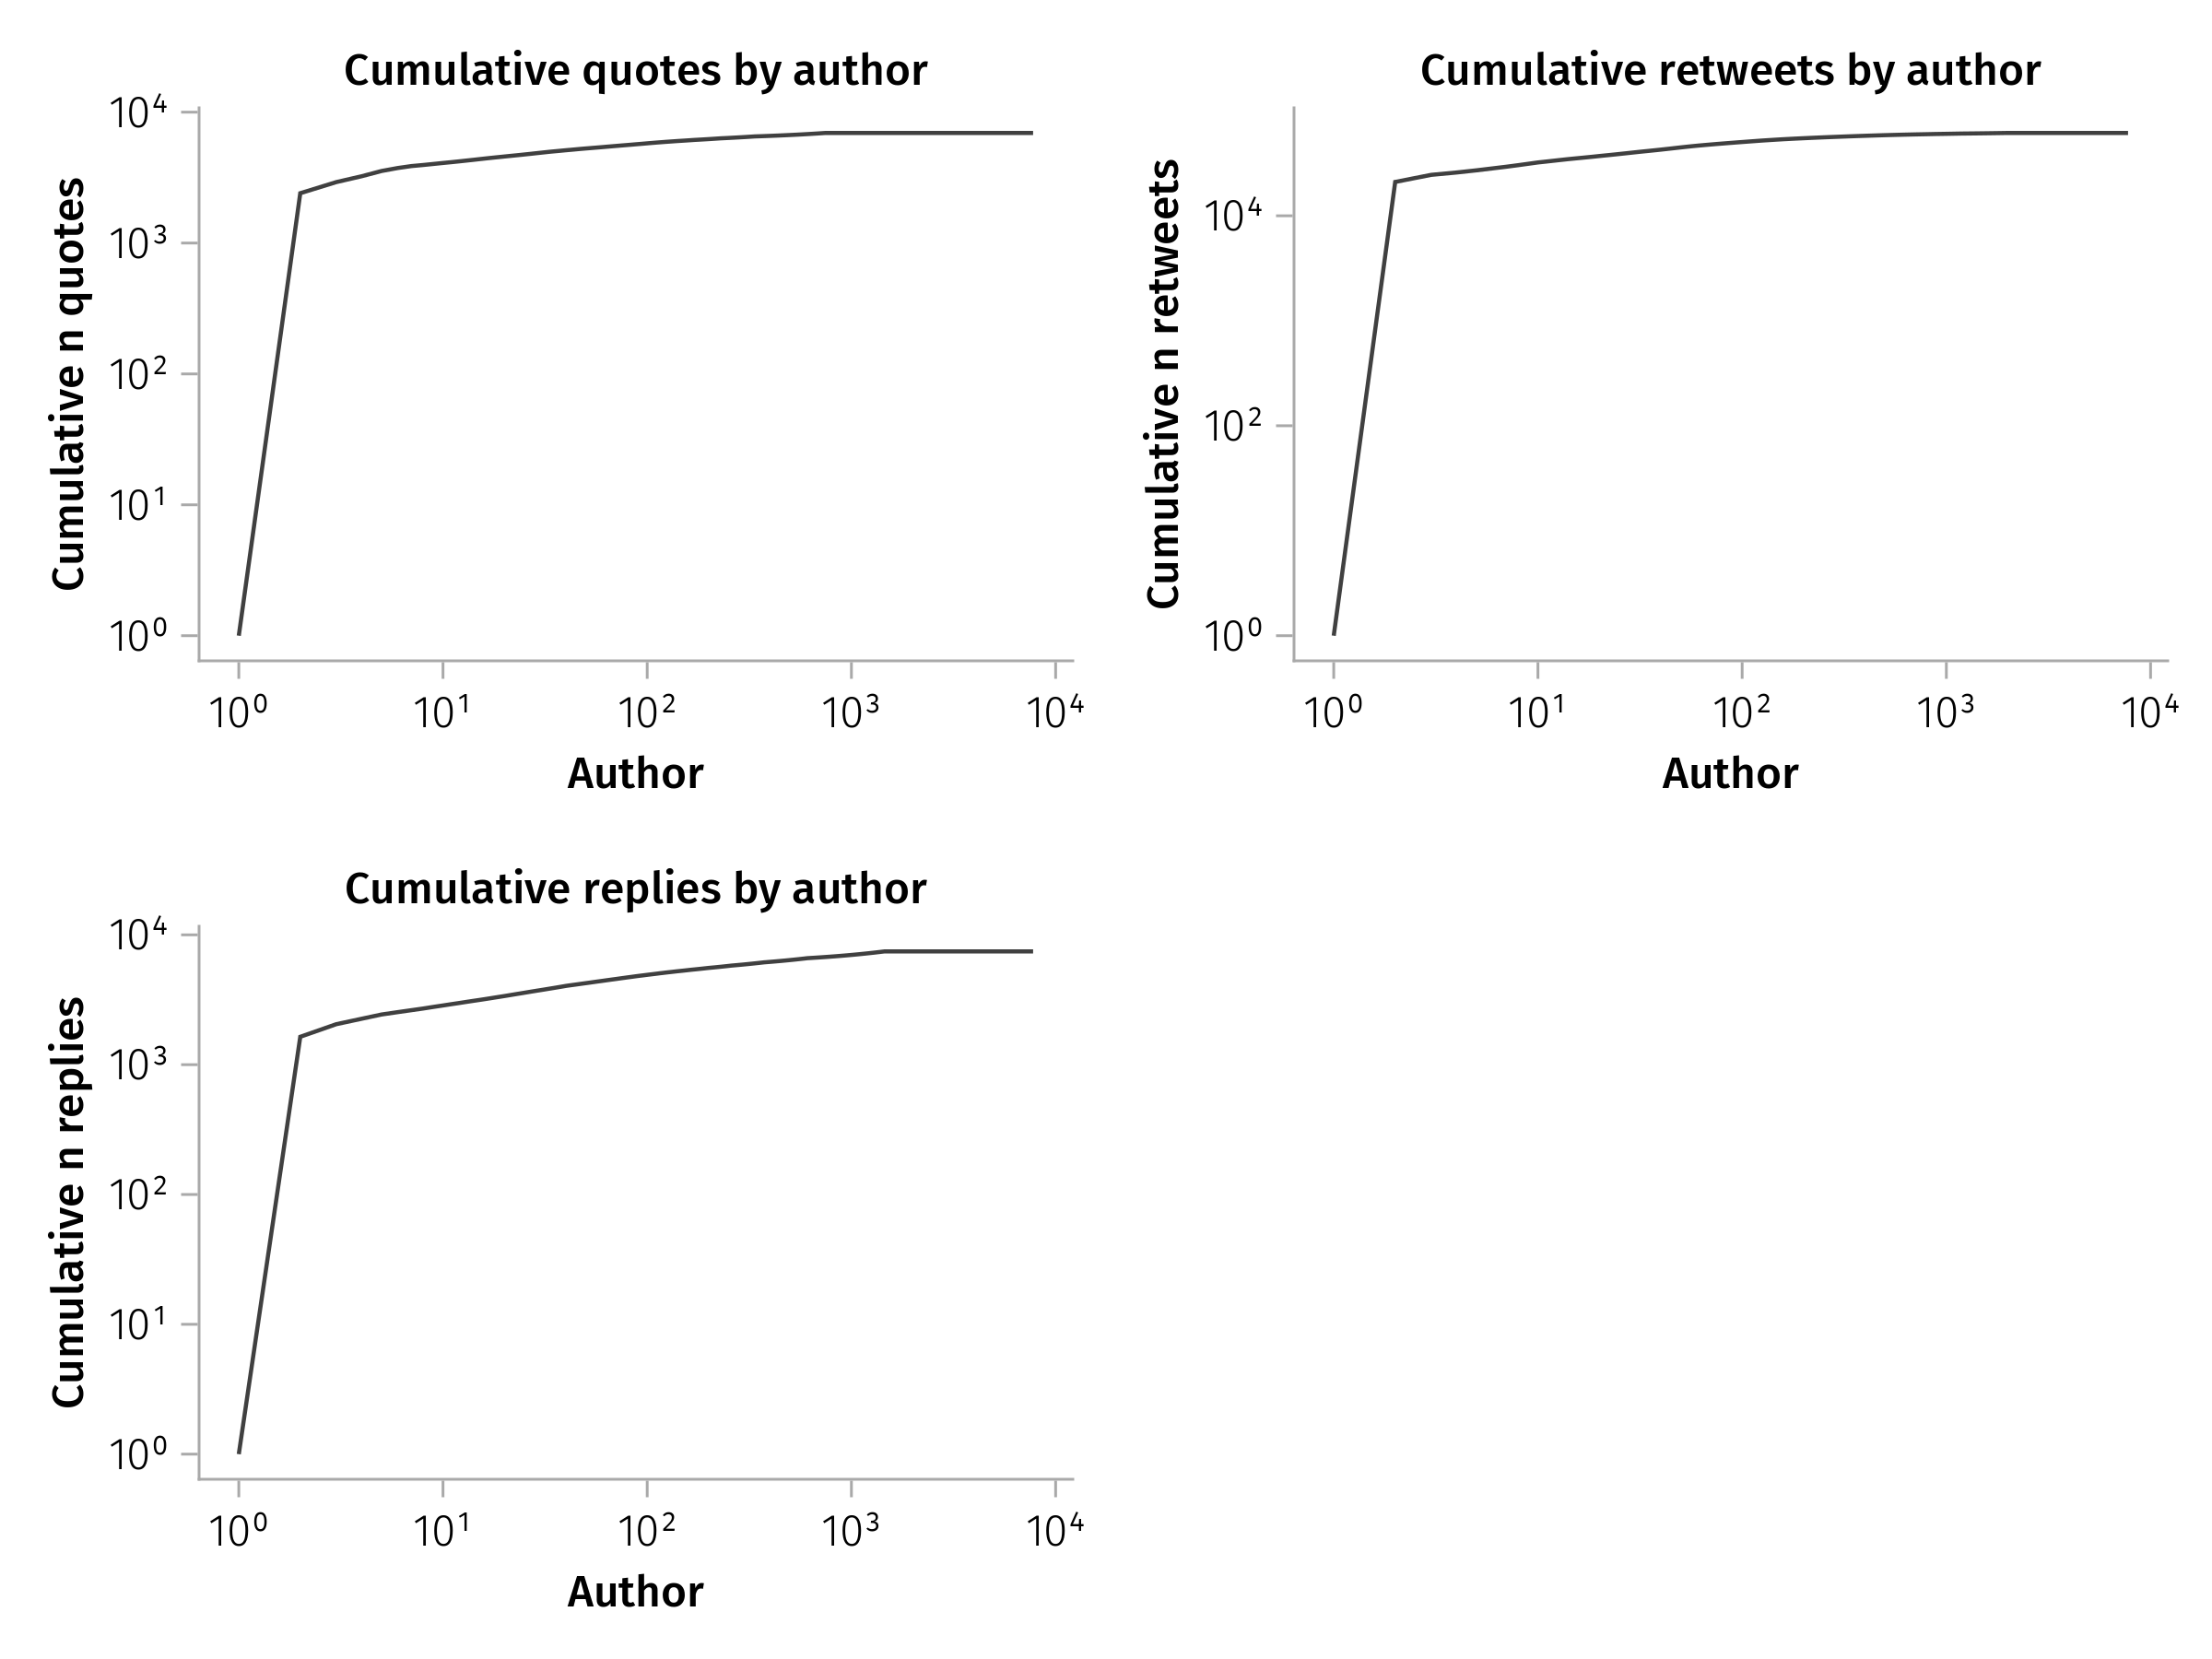 Cumulative quotes by author
Cumulative n quotes
10⁴
10³
10²
10¹
10⁰
10⁰ 10¹ 10² 10³ 10⁴
Author
Cumulative retweets by author
Cumulative n retweets
10⁴
10²
10⁰
10⁰ 10¹ 10² 10³ 10⁴
Author
Cumulative replies by author
Cumulative n replies
10⁴
10³
10²
10¹
10⁰
10⁰ 10¹ 10² 10³ 10⁴
Author